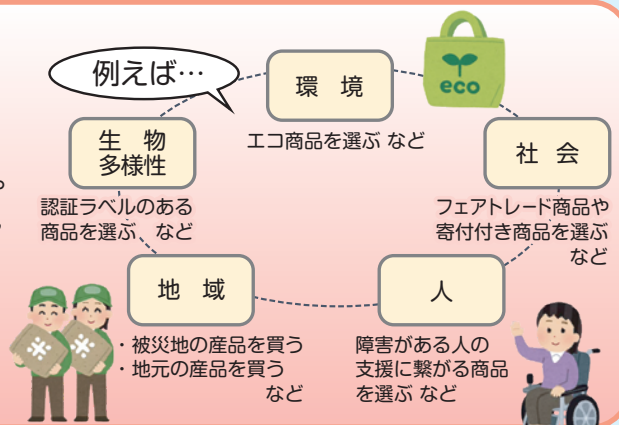 例えば…
環 境
eco
エコ商品を選ぶ など
生 物
多様性
認証ラベルのある
商品を選ぶ、など
社 会
フェアトレード商品や
寄付付き商品を選ぶ
など
地 域
・被災地の産品を買う
・地元の産品を買う
など
人
障害がある人の
支援に繋がる商品
を選ぶ など
米
米